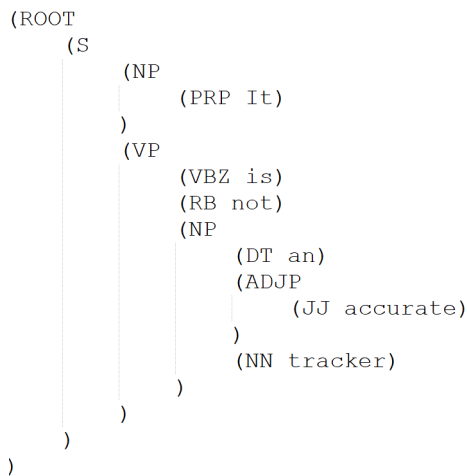 (ROOT
(S
(NP
(PRP It)
)
(VP
(VBZ is)
(RB not)
(NP
(DT an)
(ADJP
(JJ accurate)
)
(NN tracker)
)
)
)
)